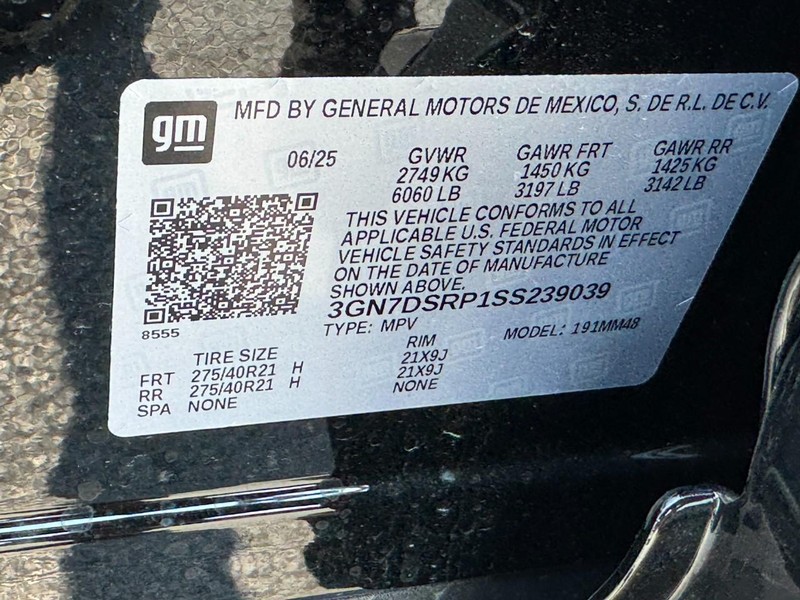 gm
MFD BY GENERAL MOTORS DE MEXICO, S. DE R.L. DE C.V.
06/25 GVWR GAWR FRT GAWR RR
2749 KG 1450 KG 1425 KG
6060 LB 3197 LB 3142 LB
THIS VEHICLE CONFORMS TO ALL
APPLICABLE U.S. FEDERAL MOTOR
VEHICLE SAFETY STANDARDS IN EFFECT
ON THE DATE OF MANUFACTURE
SHOWN ABOVE.
3GN7DSRP1SS239039
8555
TYPE: MPV MODEL: 191MM48
TIRE SIZE RIM
FRT 275/40R21 H 21X9J
RR 275/40R21 H 21X9J
SPA NONE NONE